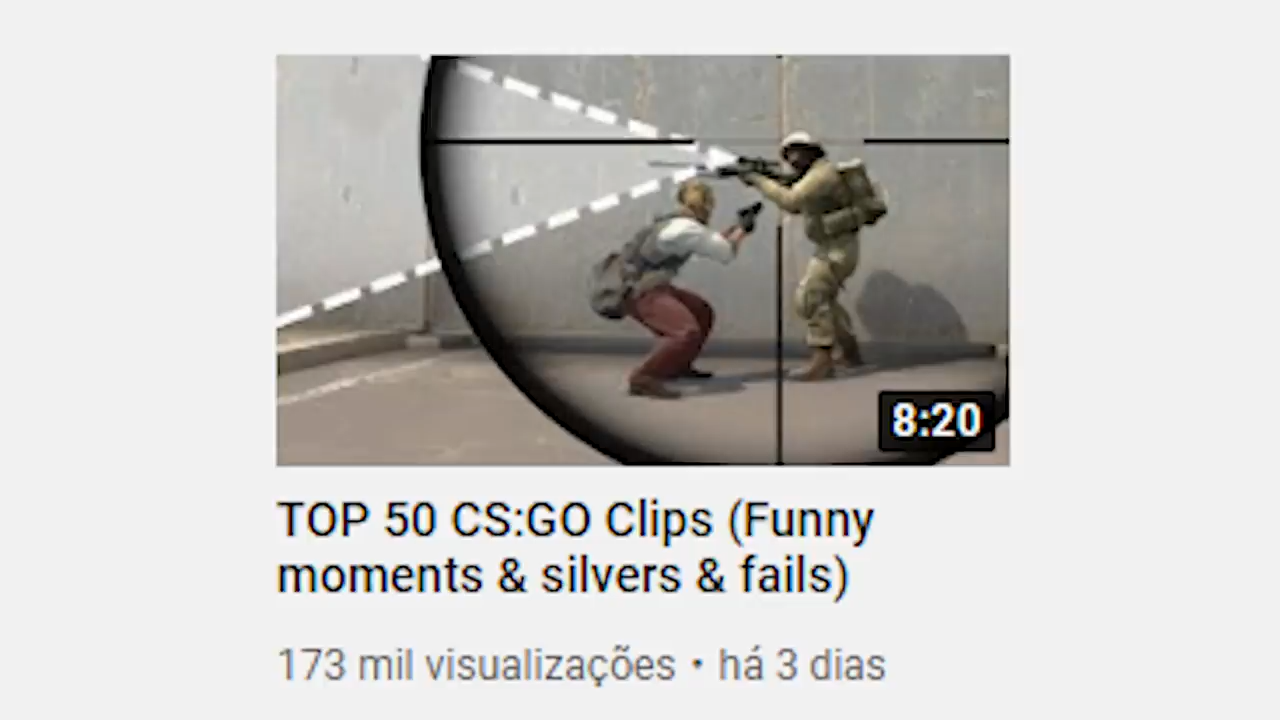 8:20
TOP 50 CS:GO Clips (Funny
moments & silvers & fails)
173 mil visualizações • há 3 dias